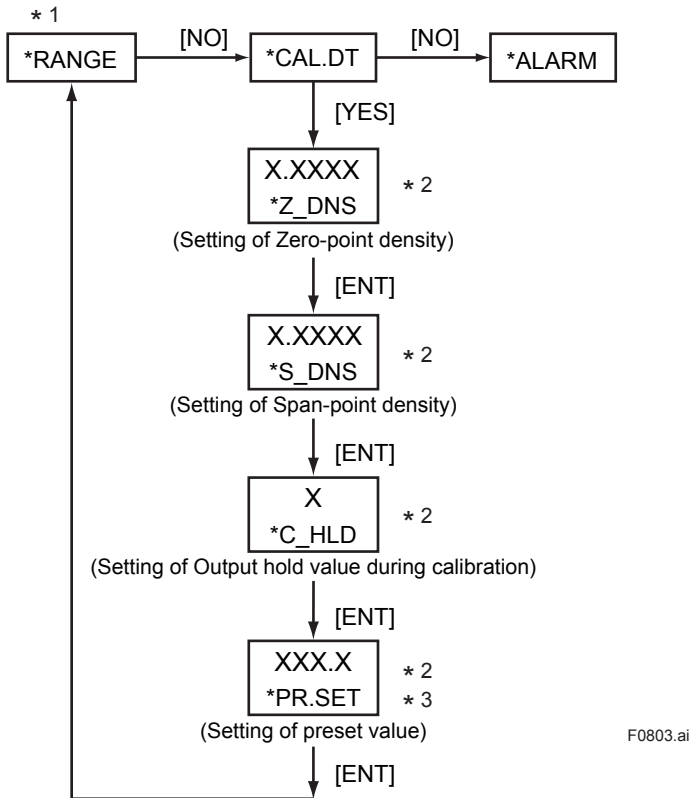 * 1
*RANGE [NO] *CAL.DT [NO] *ALARM
[YES]
X.XXXX
*Z_DNS * 2
(Setting of Zero-point density)
[ENT]
X.XXXX
*S_DNS * 2
(Setting of Span-point density)
[ENT]
X
*C_HLD * 2
(Setting of Output hold value during calibration)
[ENT]
XXX.X * 2
*PR.SET * 3
(Setting of preset value)
F0803.ai
[ENT]